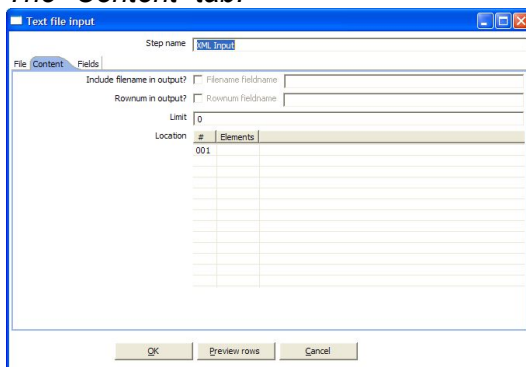 The "Content" tab:
Text file input
Step name XML Input
File Content Fields
Include filename in output? Filename fieldname
Rownum in output? Rownum fieldname
Limit 0
Location # Elements
001
OK Preview rows Cancel